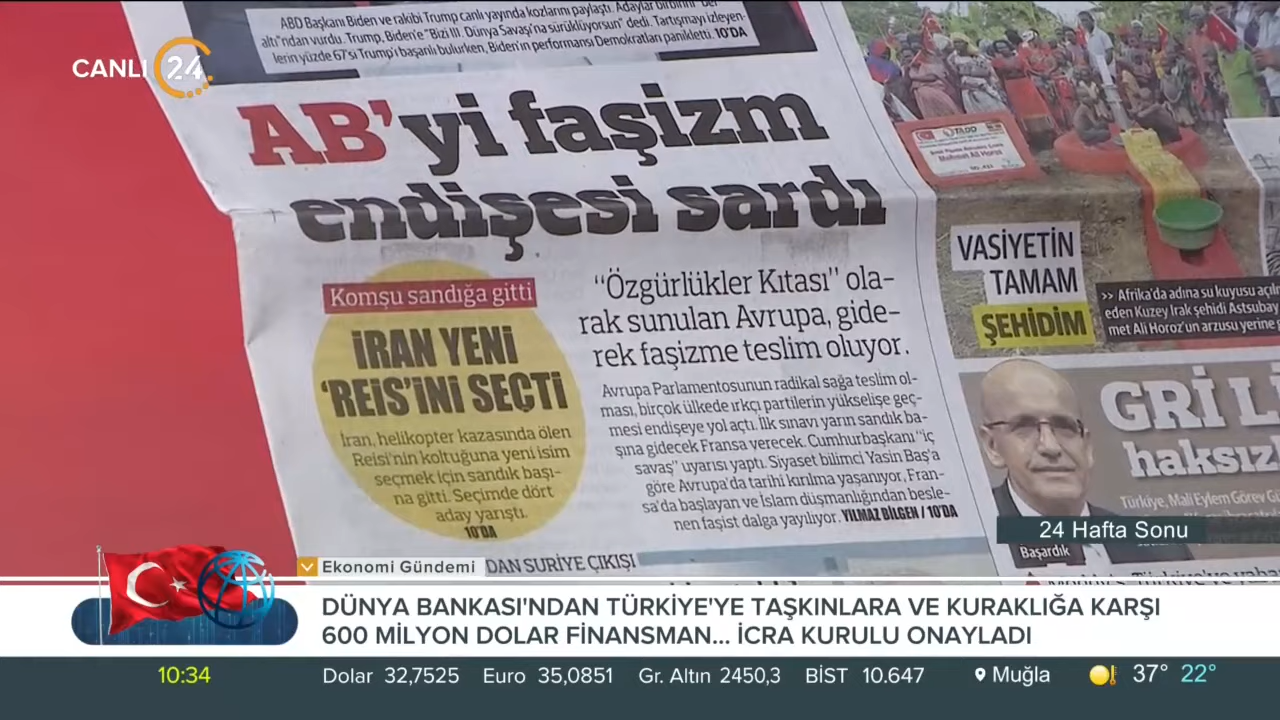 CANLI 24
ABD Başkanı Biden ve rakibi Trump canlı yayında kozlarını paylaştı. Adaylar birbirini "bel
altı"ndan vurdu. Trump, Biden'e "Bizi III. Dünya Savaşı'na sürüklüyorsun" dedi. Tartışmayı izleyen-
lerin yüzde 67'si Trump'ı başarılı bulurken, Biden'in performansı Demokratları panikletti. 10'DA
AB'yi faşizm
endişesi sardı
Komşu sandığa gitti
İRAN YENİ
'REİS'İNİ SEÇTİ
İran, helikopter kazasında ölen
Reisi'nin koltuğuna yeni isim
seçmek için sandık başı-
na gitti. Seçimde dört
aday yarıştı.
10'DA
"Özgürlükler Kıtası" ola-
rak sunulan Avrupa, gide-
rek faşizme teslim oluyor.
Avrupa Parlamentosunun radikal sağa teslim ol-
ması, birçok ülkede ırkçı partilerin yükselişe geç-
mesi endişeye yol açtı. İlk sınavı yarın sandık ba-
şına gidecek Fransa verecek. Cumhurbaşkanı "iç
savaş" uyarısı yaptı. Siyaset bilimci Yasin Baş'a
göre Avrupa'da tarihi kırılma yaşanıyor, Fran-
sa'da başlayan ve İslam düşmanlığından besle-
nen faşist dalga yayılıyor. YILMAZ BİLGEN / 10'DA
Mehmet Ali Horoz
VASİYETİN
TAMAM
ŞEHİDİM
>> Afrika'da adına su kuyusu açılm
eden Kuzey Irak şehidi Astsubay
met Ali Horoz'un arzusu yerine
GRİ Lİ
haksızl
Türkiye, Mali Eylem Görev G
Başardık
24 Hafta Sonu
DAN SURİYE ÇIKIŞI
Ekonomi Gündemi
DÜNYA BANKASI'NDAN TÜRKİYE'YE TAŞKINLARA VE KURAKLIĞA KARŞI
600 MİLYON DOLAR FİNANSMAN... İCRA KURULU ONAYLADI
10:34 Dolar 32,7525 Euro 35,0851 Gr. Altın 2450,3 BİST 10.647 Muğla 37° 22°